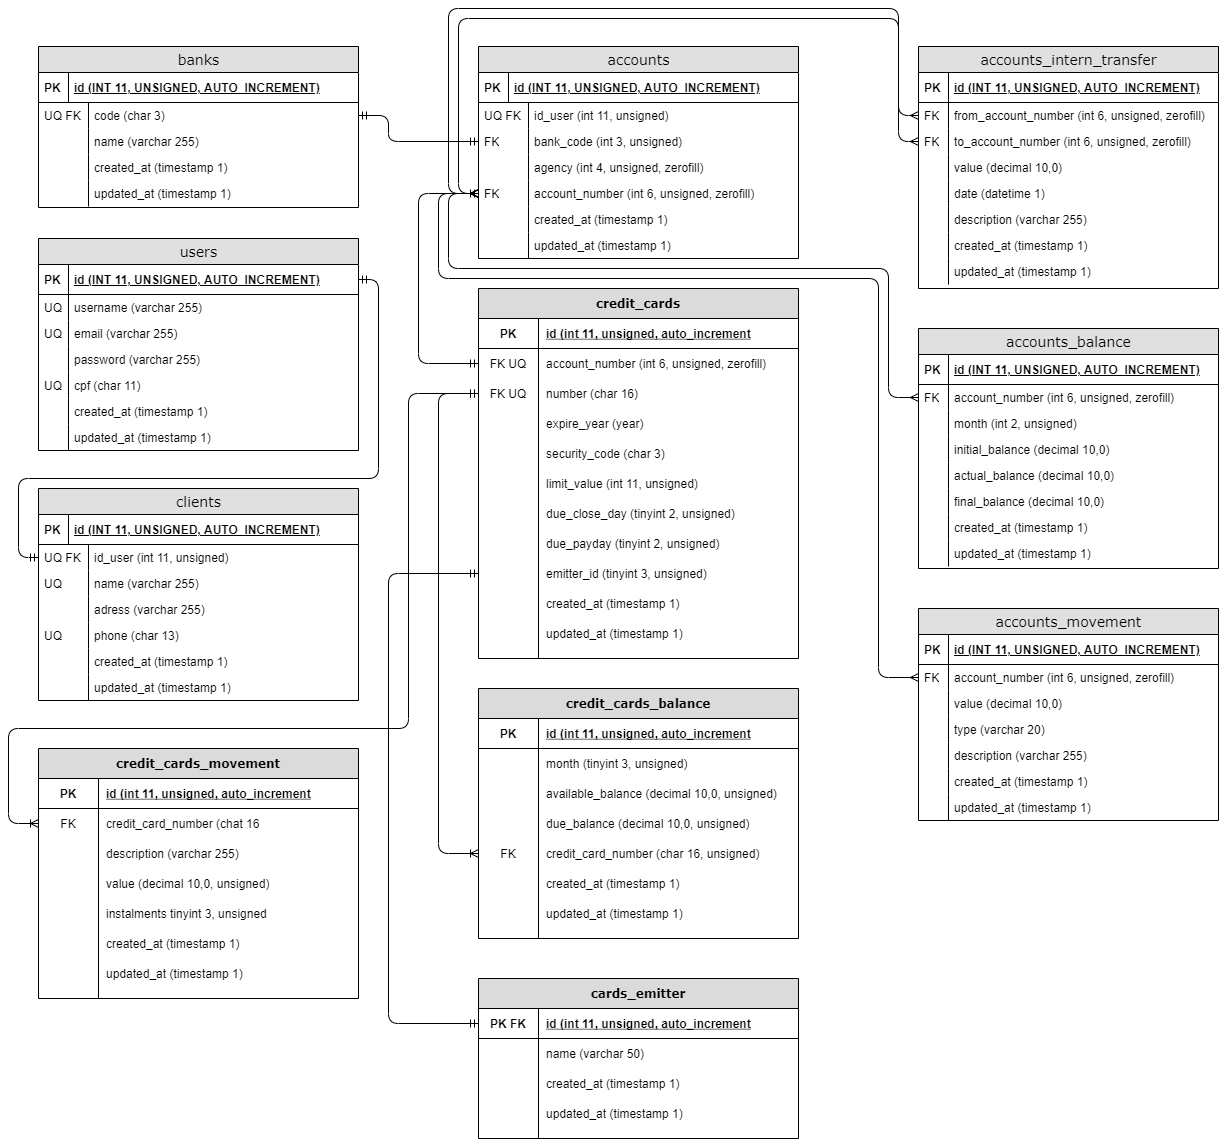 banks
PK id (INT 11, UNSIGNED, AUTO_INCREMENT)
UQ FK code (char 3)
name (varchar 255)
created_at (timestamp 1)
updated_at (timestamp 1)
users
PK id (INT 11, UNSIGNED, AUTO_INCREMENT)
UQ username (varchar 255)
UQ email (varchar 255)
password (varchar 255)
UQ cpf (char 11)
created_at (timestamp 1)
updated_at (timestamp 1)
clients
PK id (INT 11, UNSIGNED, AUTO_INCREMENT)
UQ FK id_user (int 11, unsigned)
UQ name (varchar 255)
adress (varchar 255)
UQ phone (char 13)
created_at (timestamp 1)
updated_at (timestamp 1)
credit_cards_movement
PK id (int 11, unsigned, auto_increment
FK credit_card_number (chat 16
description (varchar 255)
value (decimal 10,0, unsigned)
instalments tinyint 3, unsigned
created_at (timestamp 1)
updated_at (timestamp 1)
accounts
PK id (INT 11, UNSIGNED, AUTO_INCREMENT)
UQ FK id_user (int 11, unsigned)
FK bank_code (int 3, unsigned)
agency (int 4, unsigned, zerofill)
FK account_number (int 6, unsigned, zerofill)
created_at (timestamp 1)
updated_at (timestamp 1)
credit_cards
PK id (int 11, unsigned, auto_increment
FK UQ account_number (int 6, unsigned, zerofill)
FK UQ number (char 16)
expire_year (year)
security_code (char 3)
limit_value (int 11, unsigned)
due_close_day (tinyint 2, unsigned)
due_payday (tinyint 2, unsigned)
emitter_id (tinyint 3, unsigned)
created_at (timestamp 1)
updated_at (timestamp 1)
credit_cards_balance
PK id (int 11, unsigned, auto_increment
month (tinyint 3, unsigned)
available_balance (decimal 10,0, unsigned)
due_balance (decimal 10,0, unsigned)
FK credit_card_number (char 16, unsigned)
created_at (timestamp 1)
updated_at (timestamp 1)
cards_emitter
PK FK id (int 11, unsigned, auto_increment
name (varchar 50)
created_at (timestamp 1)
updated_at (timestamp 1)
accounts_intern_transfer
PK id (INT 11, UNSIGNED, AUTO_INCREMENT)
FK from_account_number (int 6, unsigned, zerofill)
FK to_account_number (int 6, unsigned, zerofill)
value (decimal 10,0)
date (datetime 1)
description (varchar 255)
created_at (timestamp 1)
updated_at (timestamp 1)
accounts_balance
PK id (INT 11, UNSIGNED, AUTO_INCREMENT)
FK account_number (int 6, unsigned, zerofill)
month (int 2, unsigned)
initial_balance (decimal 10,0)
actual_balance (decimal 10,0)
final_balance (decimal 10,0)
created_at (timestamp 1)
updated_at (timestamp 1)
accounts_movement
PK id (INT 11, UNSIGNED, AUTO_INCREMENT)
FK account_number (int 6, unsigned, zerofill)
value (decimal 10,0)
type (varchar 20)
description (varchar 255)
created_at (timestamp 1)
updated_at (timestamp 1)